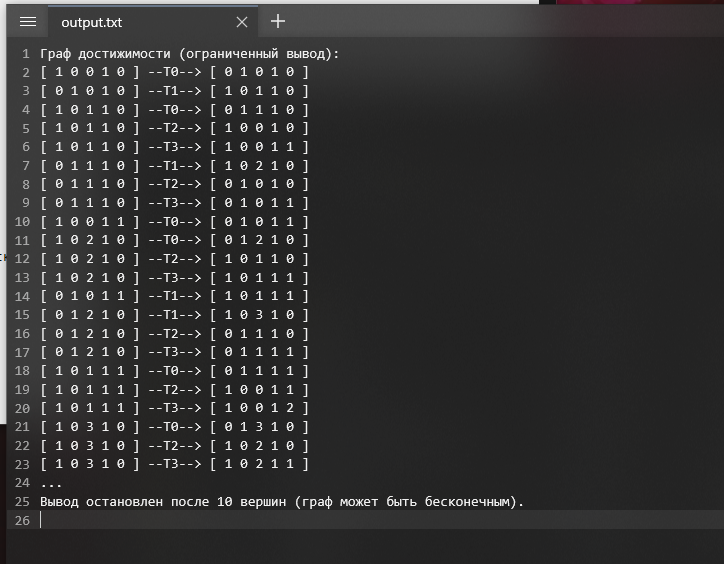 output.txt
1 Граф достижимости (ограниченный вывод):
2 [ 1 0 0 1 0 ] --T0--> [ 0 1 0 1 0 ]
3 [ 0 1 0 1 0 ] --T1--> [ 1 0 1 1 0 ]
4 [ 1 0 1 1 0 ] --T0--> [ 0 1 1 1 0 ]
5 [ 1 0 1 1 0 ] --T2--> [ 1 0 0 1 0 ]
6 [ 1 0 1 1 0 ] --T3--> [ 1 0 0 1 1 ]
7 [ 0 1 1 1 0 ] --T1--> [ 1 0 2 1 0 ]
8 [ 0 1 1 1 0 ] --T2--> [ 0 1 0 1 0 ]
9 [ 0 1 1 1 0 ] --T3--> [ 0 1 0 1 1 ]
10 [ 1 0 0 1 1 ] --T0--> [ 0 1 0 1 1 ]
11 [ 1 0 2 1 0 ] --T0--> [ 0 1 2 1 0 ]
12 [ 1 0 2 1 0 ] --T2--> [ 1 0 1 1 0 ]
13 [ 1 0 2 1 0 ] --T3--> [ 1 0 1 1 1 ]
14 [ 0 1 0 1 1 ] --T1--> [ 1 0 1 1 1 ]
15 [ 0 1 2 1 0 ] --T1--> [ 1 0 3 1 0 ]
16 [ 0 1 2 1 0 ] --T2--> [ 0 1 1 1 0 ]
17 [ 0 1 2 1 0 ] --T3--> [ 0 1 1 1 1 ]
18 [ 1 0 1 1 1 ] --T0--> [ 0 1 1 1 1 ]
19 [ 1 0 1 1 1 ] --T2--> [ 1 0 0 1 1 ]
20 [ 1 0 1 1 1 ] --T3--> [ 1 0 0 1 2 ]
21 [ 1 0 3 1 0 ] --T0--> [ 0 1 3 1 0 ]
22 [ 1 0 3 1 0 ] --T2--> [ 1 0 2 1 0 ]
23 [ 1 0 3 1 0 ] --T3--> [ 1 0 2 1 1 ]
24 ...
25 Вывод остановлен после 10 вершин (граф может быть бесконечным).
26